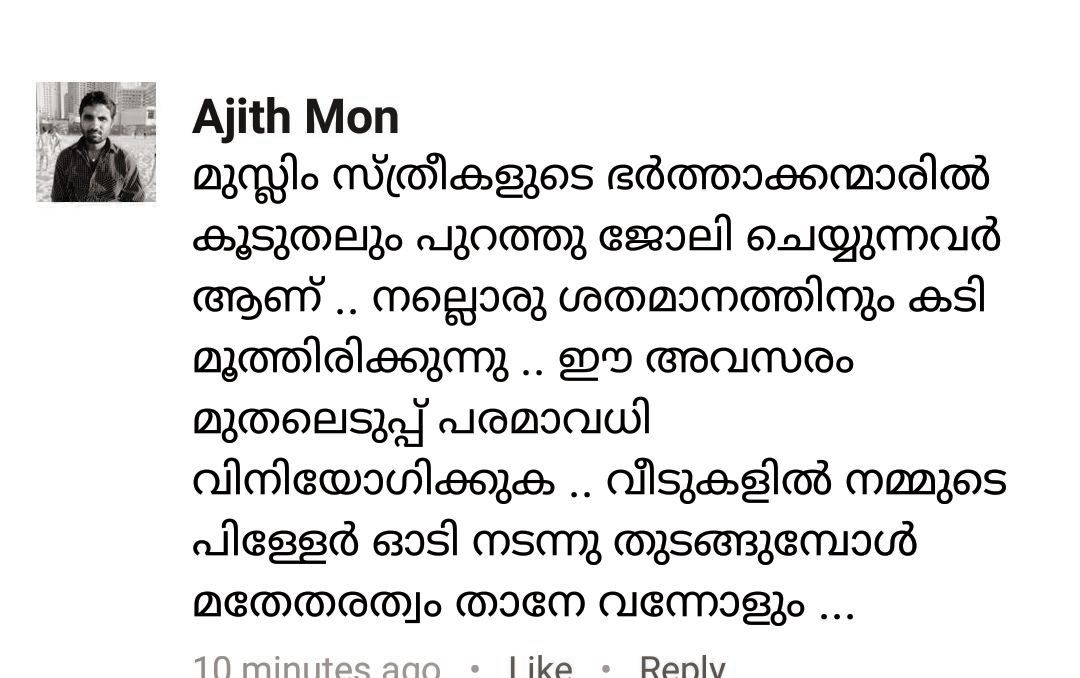 Ajith Mon
മുസ്ലിം സ്ത്രീകളുടെ ഭർത്താക്കന്മാരിൽ
കൂടുതലും പുറത്തു ജോലി ചെയ്യുന്നവർ
ആണ് .. നല്ലൊരു ശതമാനത്തിനും കടി
മൂത്തിരിക്കുന്നു .. ഈ അവസരം
മുതലെടുപ്പ് പരമാവധി
വിനിയോഗിക്കുക .. വീടുകളിൽ നമ്മുടെ
പിള്ളേർ ഓടി നടന്നു തുടങ്ങുമ്പോൾ
മതേതരത്വം താനേ വന്നോളും ...
10 minutes ago • Like • Reply